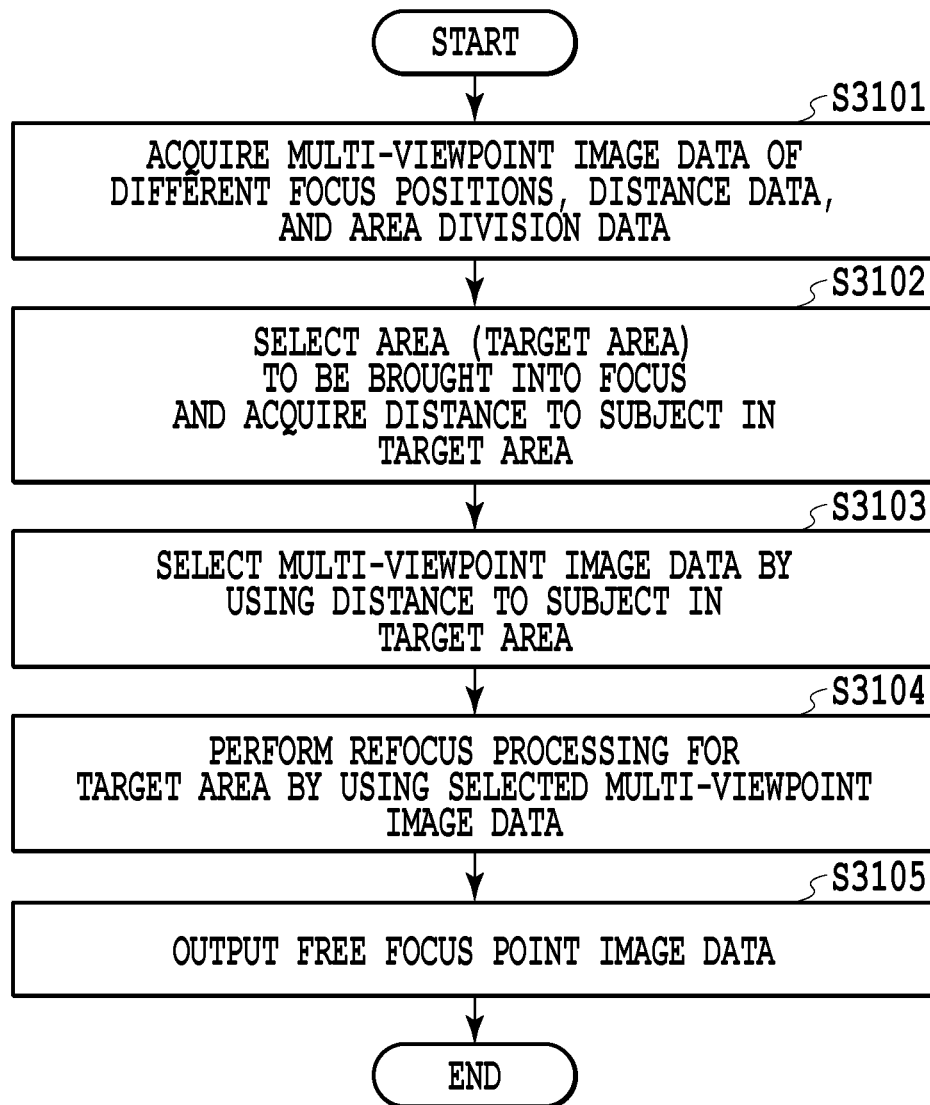 START
S3101
ACQUIRE MULTI-VIEWPOINT IMAGE DATA OF
DIFFERENT FOCUS POSITIONS, DISTANCE DATA,
AND AREA DIVISION DATA
S3102
SELECT AREA (TARGET AREA)
TO BE BROUGHT INTO FOCUS
AND ACQUIRE DISTANCE TO SUBJECT IN
TARGET AREA
S3103
SELECT MULTI-VIEWPOINT IMAGE DATA BY
USING DISTANCE TO SUBJECT IN
TARGET AREA
S3104
PERFORM REFOCUS PROCESSING FOR
TARGET AREA BY USING SELECTED MULTI-VIEWPOINT
IMAGE DATA
S3105
OUTPUT FREE FOCUS POINT IMAGE DATA
END